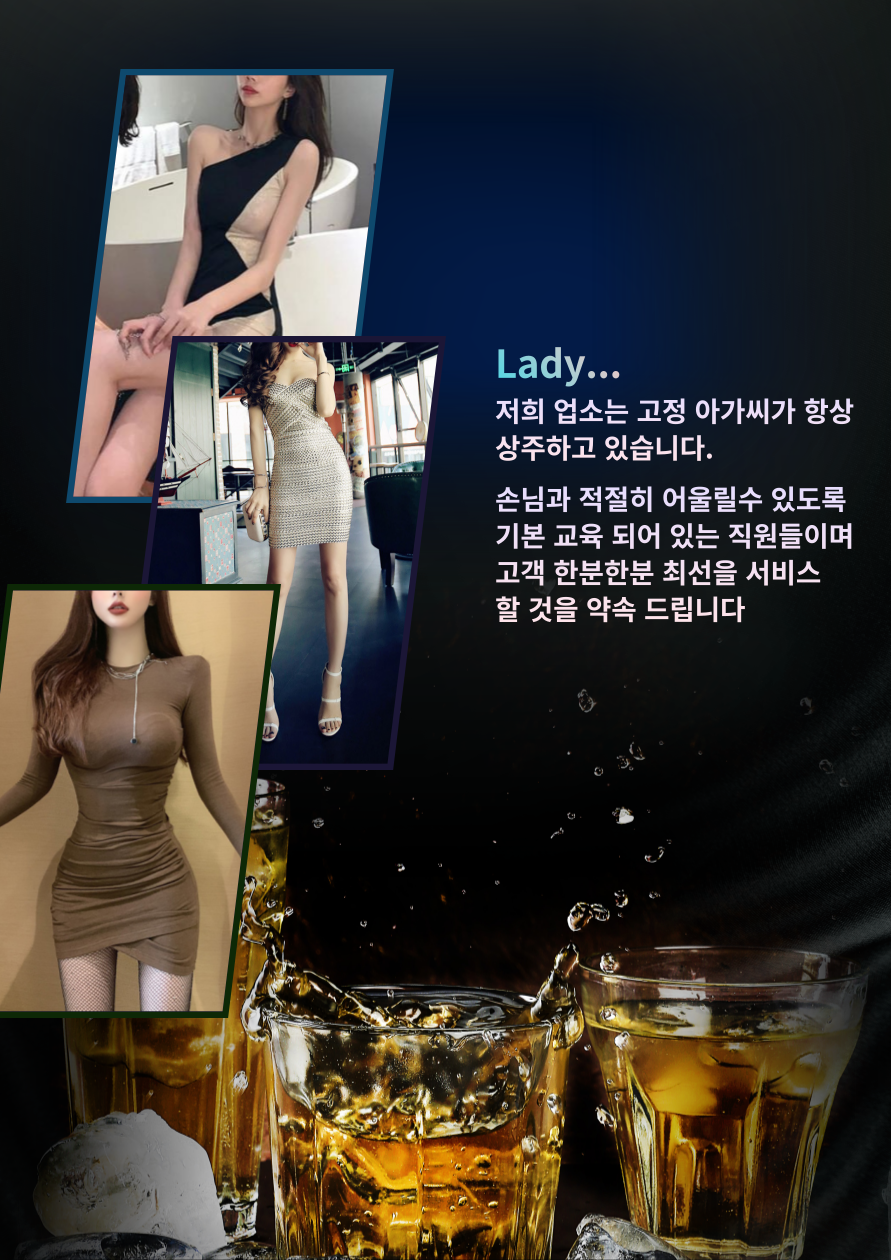 Lady...
저희 업소는 고정 아가씨가 항상
상주하고 있습니다.
손님과 적절히 어울릴수 있도록
기본 교육 되어 있는 직원들이며
고객 한분한분 최선을 서비스
할 것을 약속 드립니다